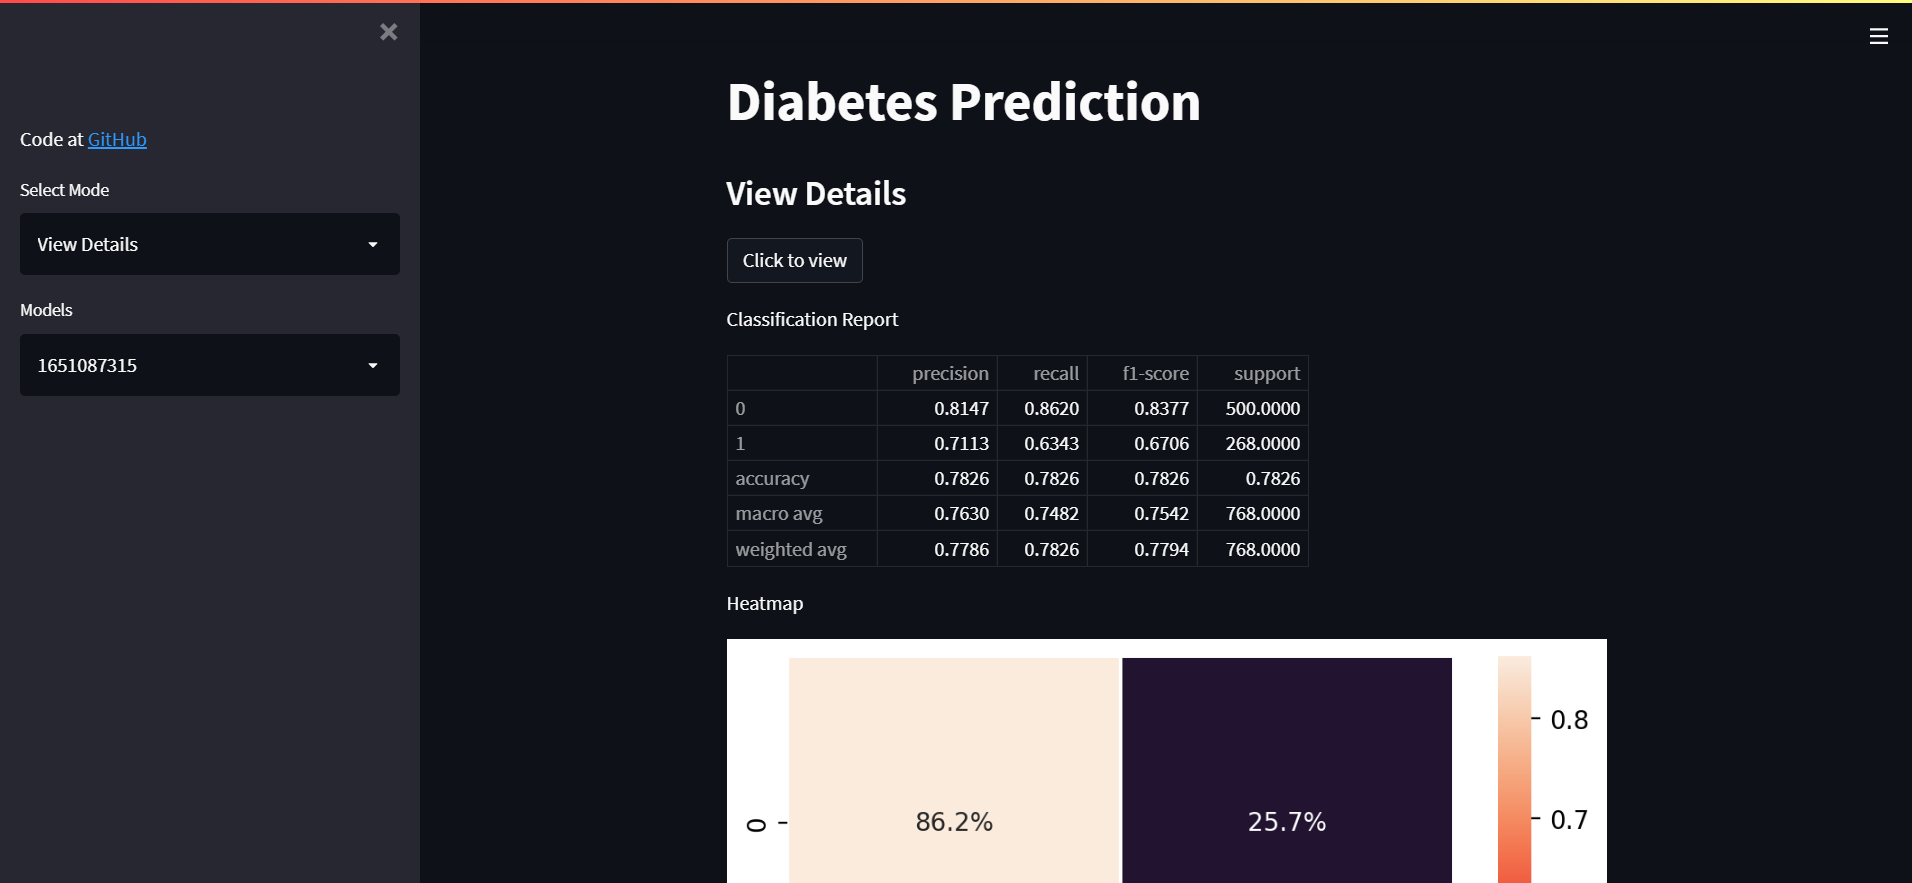 Code at GitHub
Select Mode
View Details
Models
1651087315
Diabetes Prediction
View Details
Click to view
Classification Report
precision recall f1-score support
0 0.8147 0.8620 0.8377 500.0000
1 0.7113 0.6343 0.6706 268.0000
accuracy 0.7826 0.7826 0.7826 0.7826
macro avg 0.7630 0.7482 0.7542 768.0000
weighted avg 0.7786 0.7826 0.7794 768.0000
Heatmap
0.8
0 86.2% 25.7% 0.7